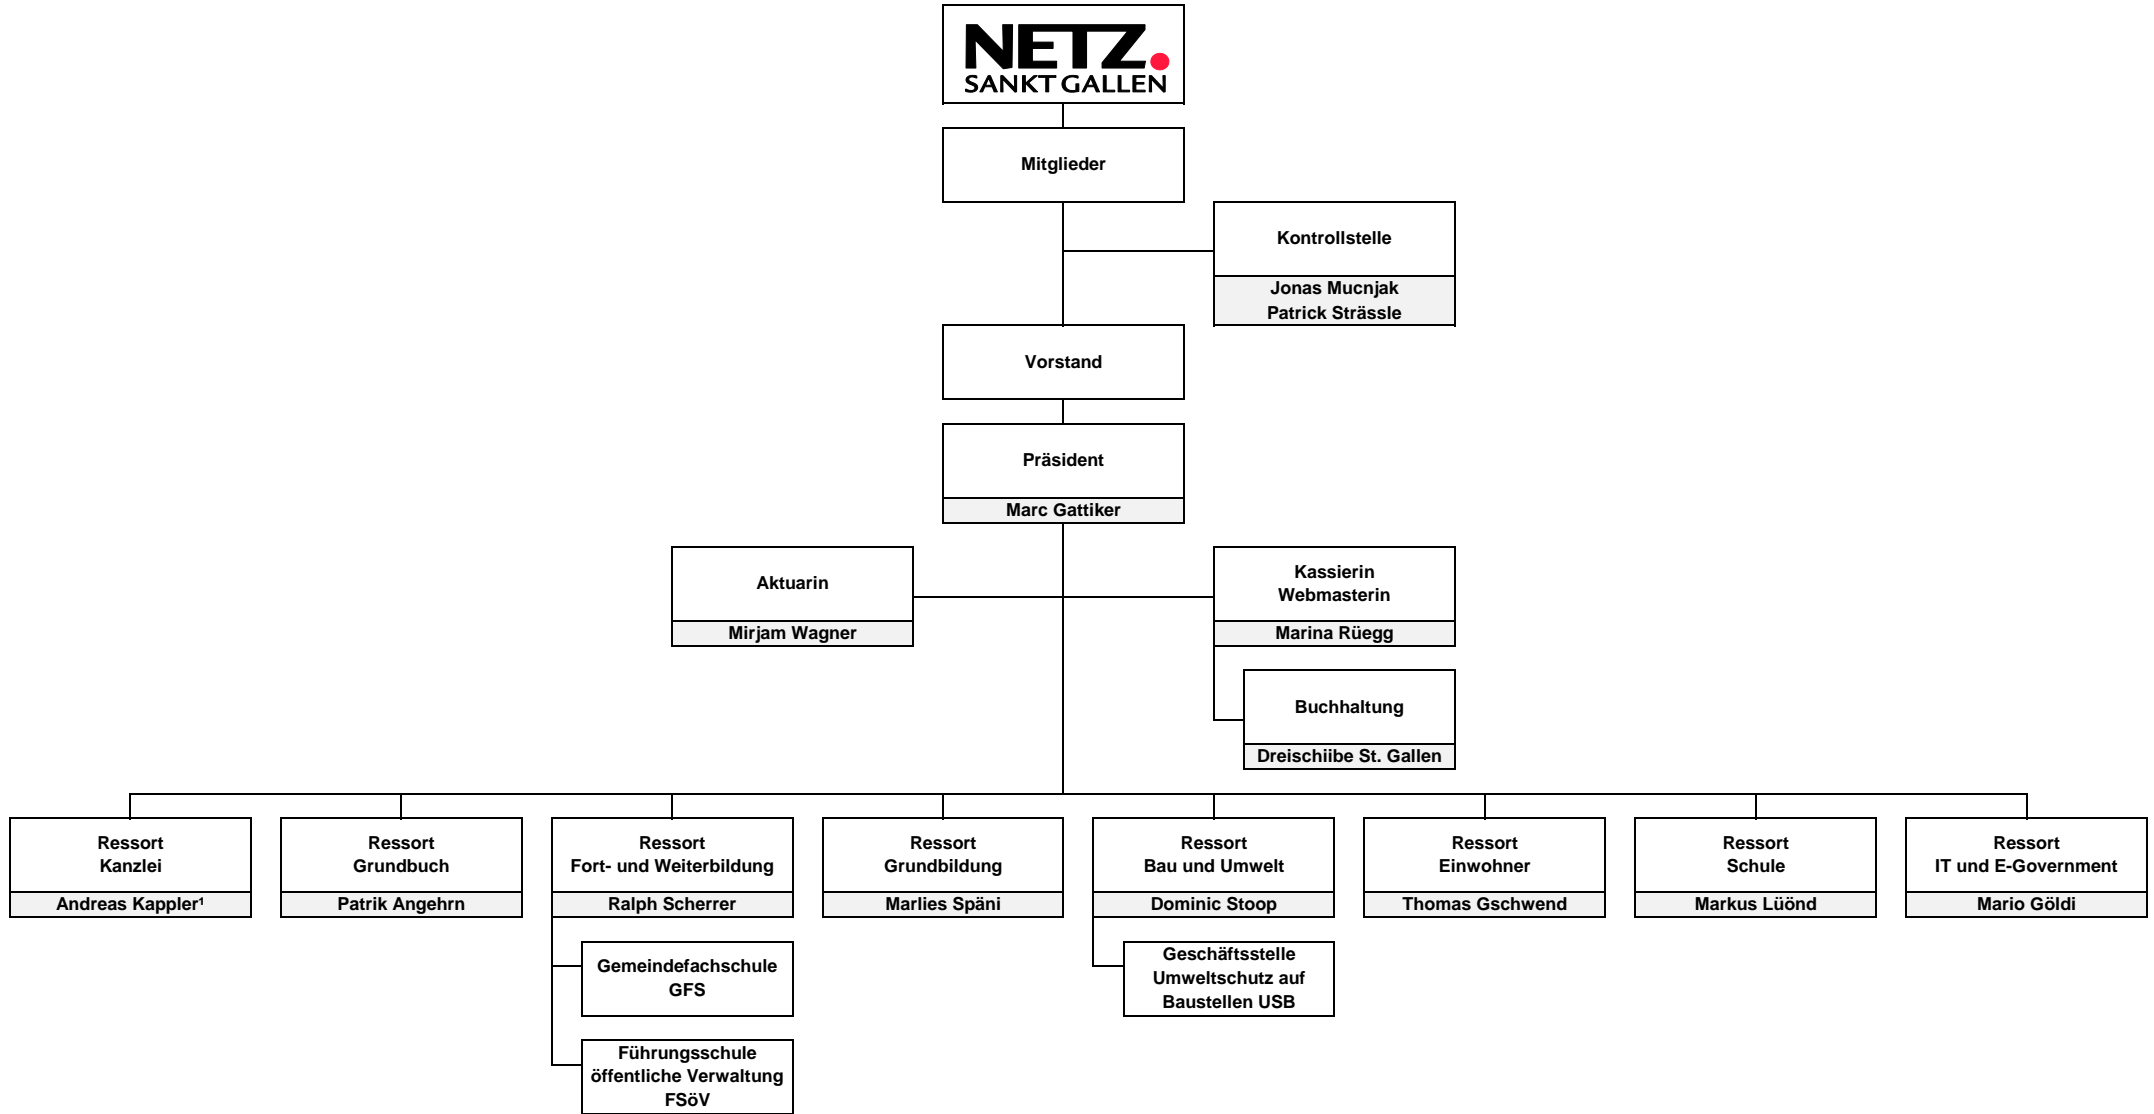 NETZ.
SANKT GALLEN
Mitglieder
Kontrollstelle
Jonas Mucnjak
Patrick Strässle
Vorstand
Präsident
Marc Gattiker
Aktuarin
Mirjam Wagner
Kassierin
Webmasterin
Marina Rüegg
Buchhaltung
Dreischiibe St. Gallen
Ressort
Kanzlei
Andreas Kappler¹
Ressort
Grundbuch
Patrik Angehrn
Ressort
Fort- und Weiterbildung
Ralph Scherrer
Gemeindefachschule
GFS
Führungsschule
öffentliche Verwaltung
FSöV
Ressort
Grundbildung
Marlies Späni
Ressort
Bau und Umwelt
Dominic Stoop
Geschäftsstelle
Umweltschutz auf
Baustellen USB
Ressort
Einwohner
Thomas Gschwend
Ressort
Schule
Markus Lüönd
Ressort
IT und E-Government
Mario Göldi